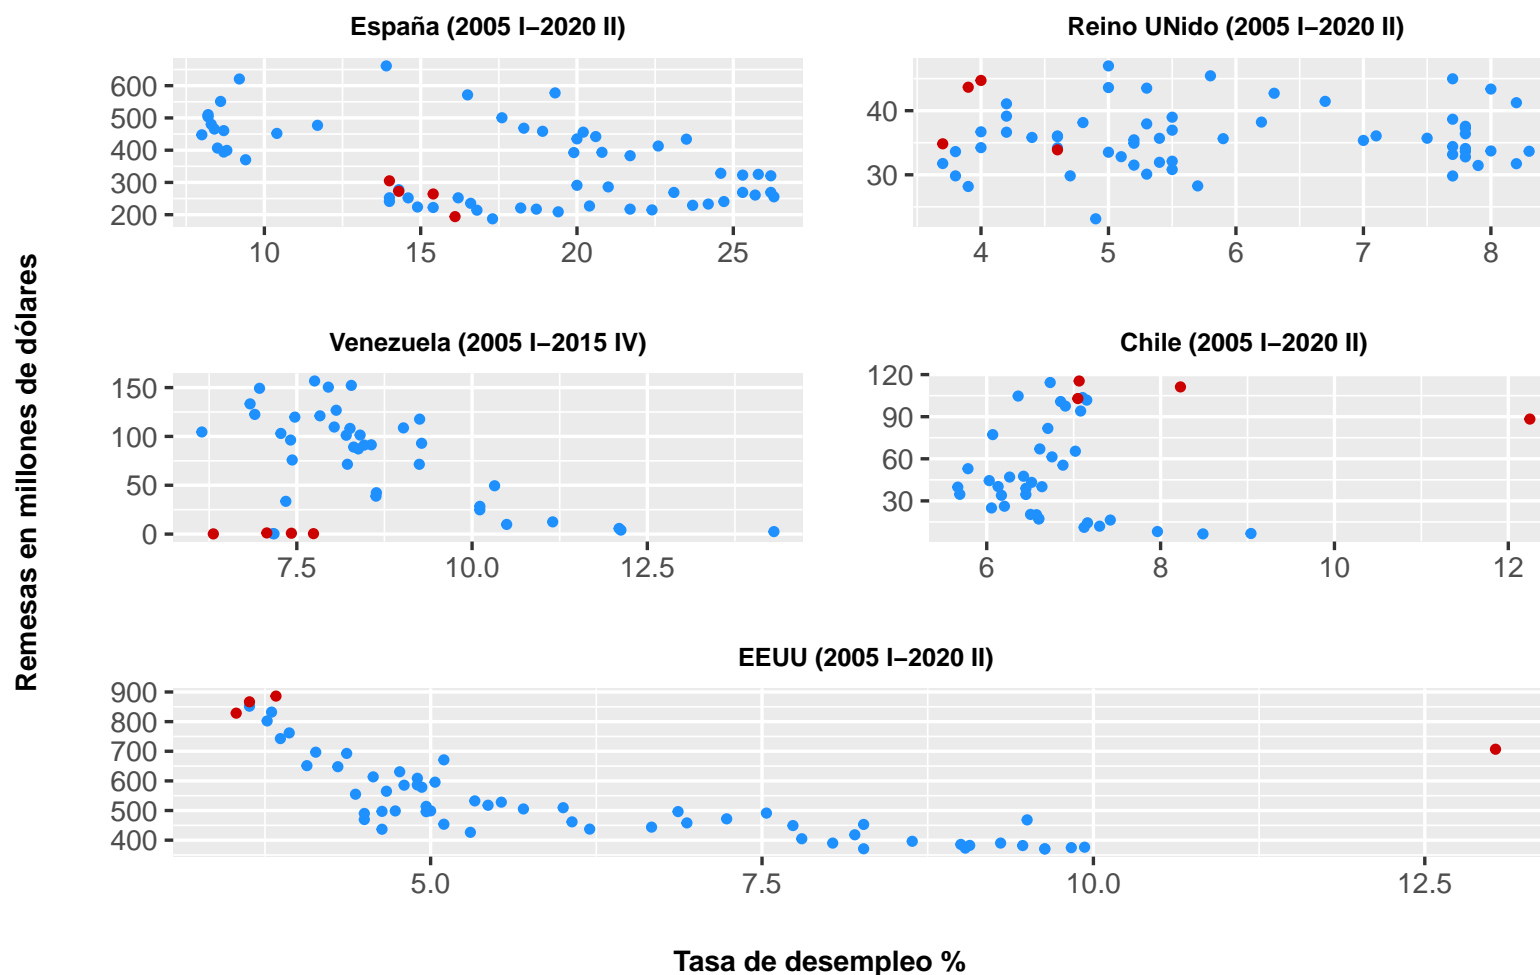 España (2005 I–2020 II)
Reino UNido (2005 I–2020 II)
600
500
400
300
200
10 15 20 25
40
30
4 5 6 7 8
Remesas en millones de dólares
Venezuela (2005 I–2015 IV)
Chile (2005 I–2020 II)
150
100
50
0
7.5 10.0 12.5
120
90
60
30
6 8 10 12
EEUU (2005 I–2020 II)
900
800
700
600
500
400
5.0 7.5 10.0 12.5
Tasa de desempleo %